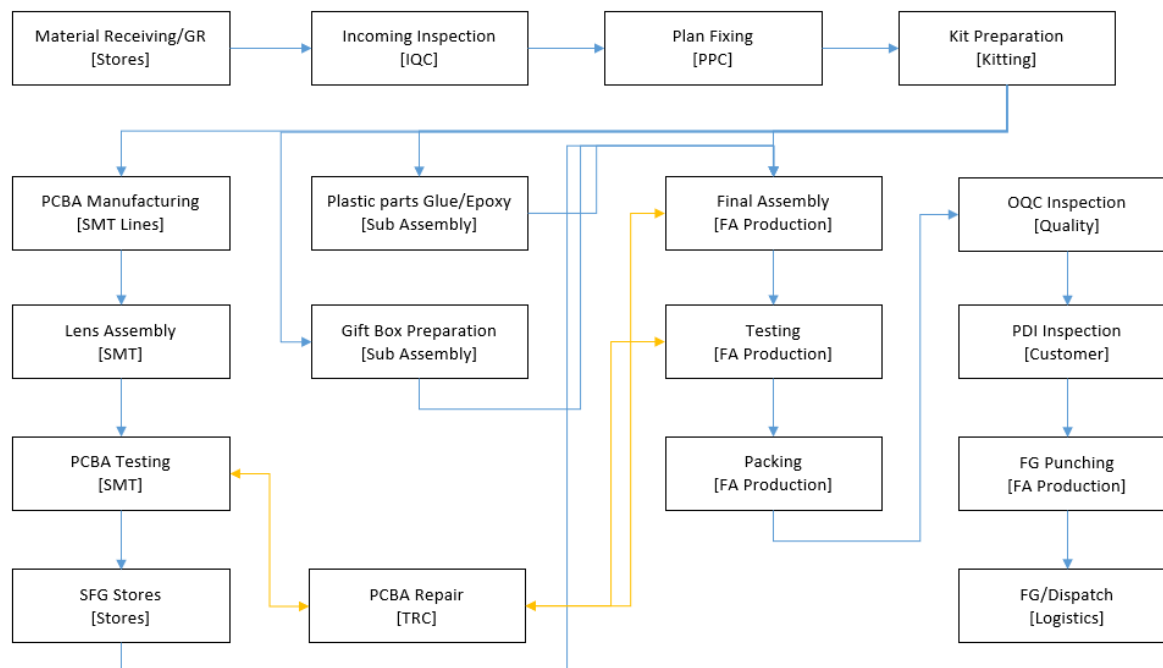 Material Receiving/GR
[Stores]
Incoming Inspection
[IQC]
Plan Fixing
[PPC]
Kit Preparation
[Kitting]
PCBA Manufacturing
[SMT Lines]
Plastic parts Glue/Epoxy
[Sub Assembly]
Final Assembly
[FA Production]
OQC Inspection
[Quality]
Lens Assembly
[SMT]
Gift Box Preparation
[Sub Assembly]
Testing
[FA Production]
PDI Inspection
[Customer]
PCBA Testing
[SMT]
Packing
[FA Production]
FG Punching
[FA Production]
SFG Stores
[Stores]
PCBA Repair
[TRC]
FG/Dispatch
[Logistics]